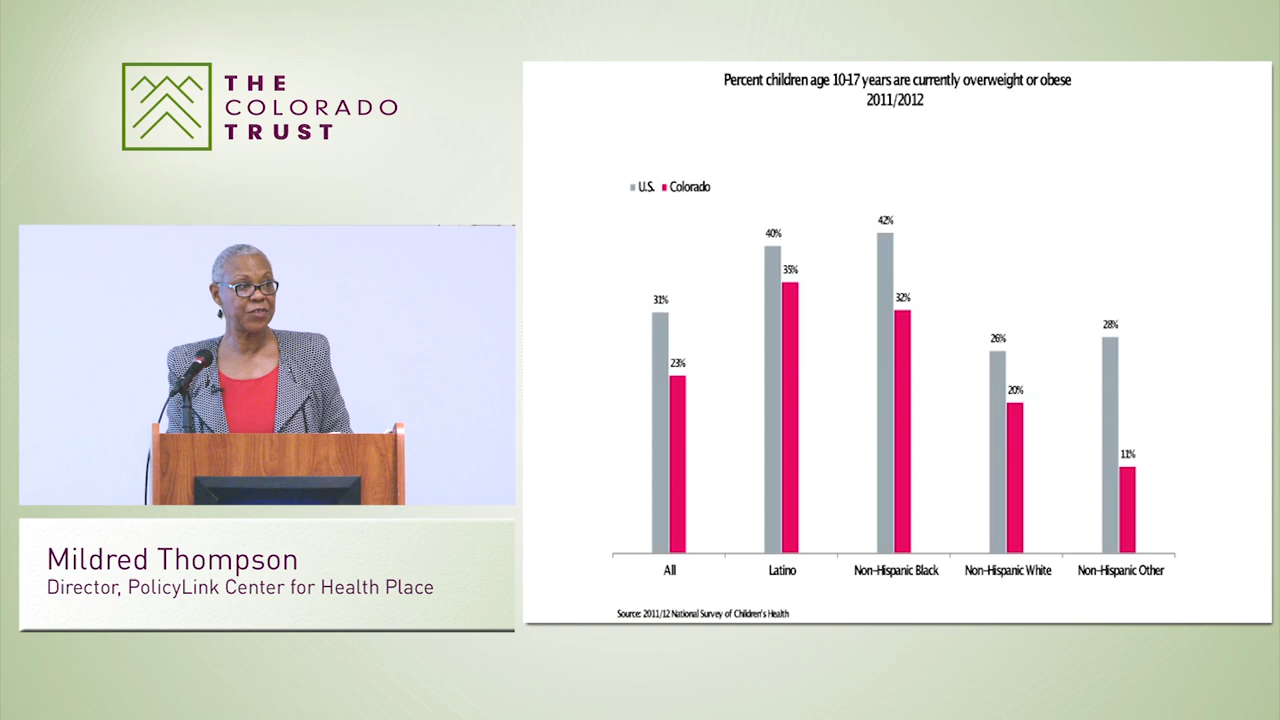 THE
COLORADO
TRUST
Mildred Thompson
Director, PolicyLink Center for Health Place
Percent children age 10-17 years are currently overweight or obese
2011/2012
U.S. Colorado
31%
23%
40%
35%
42%
32%
26%
20%
28%
11%
All
Latino
Non-Hispanic Black
Non-Hispanic White
Non-Hispanic Other
Source: 2011/12 National Survey of Children's Health